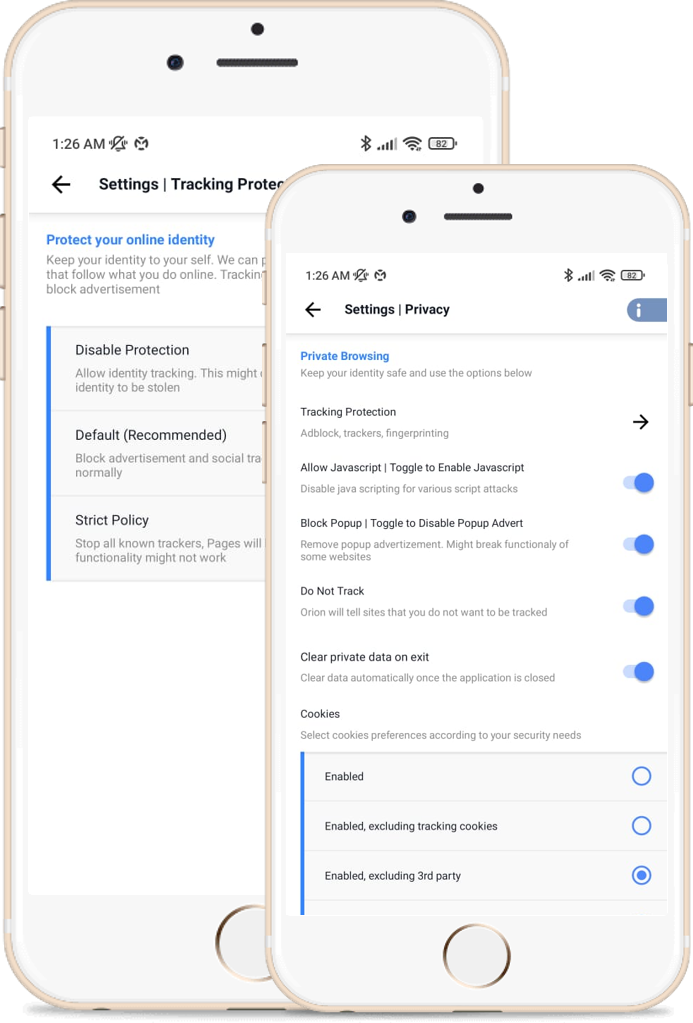 1:26 AM
82
Settings | Tracking
Protect your online identity
Keep your identity to your self. We can
that follow what you do online.
block advertisement
Disable Protection
Allow identity tracking. This might
identity to be stolen
Default (Recommended)
Block advertisement and social
normally
Strict Policy
Stop all known trackers, Pages will
functionality might not work
1:26 AM
82
Settings | Privacy
Private Browsing
Keep your identity safe and use the options below
Tracking Protection
Adblock, trackers, fingerprinting
Allow Javascript | Toggle to Enable Javascript
Disable java scripting for various script attacks
Block Popup | Toggle to Disable Popup Advert
Remove popup advertizement. Might break functionaly of
some websites
Do Not Track
Orion will tell sites that you do not want to be tracked
Clear private data on exit
Clear data automatically once the application is closed
Cookies
Select cookies preferences according to your security needs
Enabled
Enabled, excluding tracking cookies
Enabled, excluding 3rd party